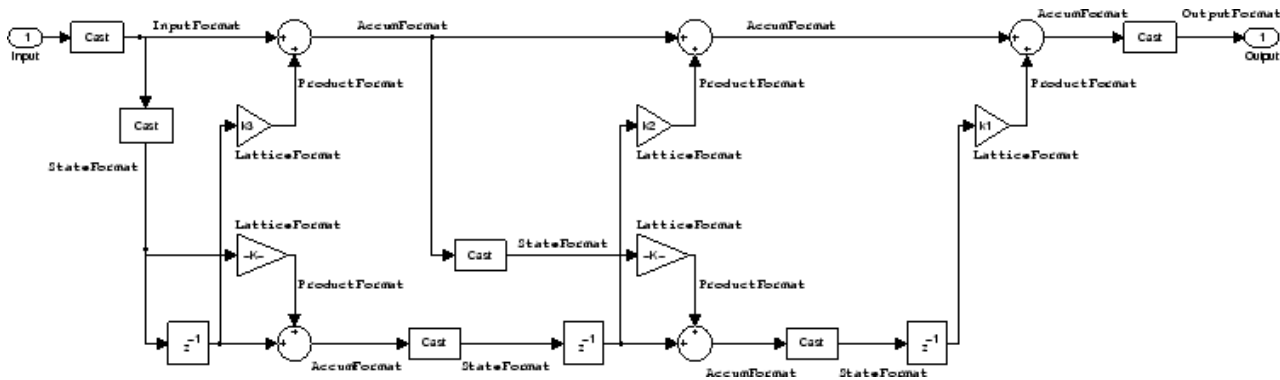 InputFormat AccumFormat AccumFormat AccumFormat OutputFormat
1 Cast Cast 1
Input Output
ProductFormat ProductFormat ProductFormat
Cast k3 k2 k1
LatticeFormat LatticeFormat LatticeFormat
StateFormat
LatticeFormat LatticeFormat
-K- Cast StateFormat -K-
ProductFormat ProductFormat
z-1 Cast z-1 Cast z-1
AccumFormat StateFormat AccumFormat StateFormat